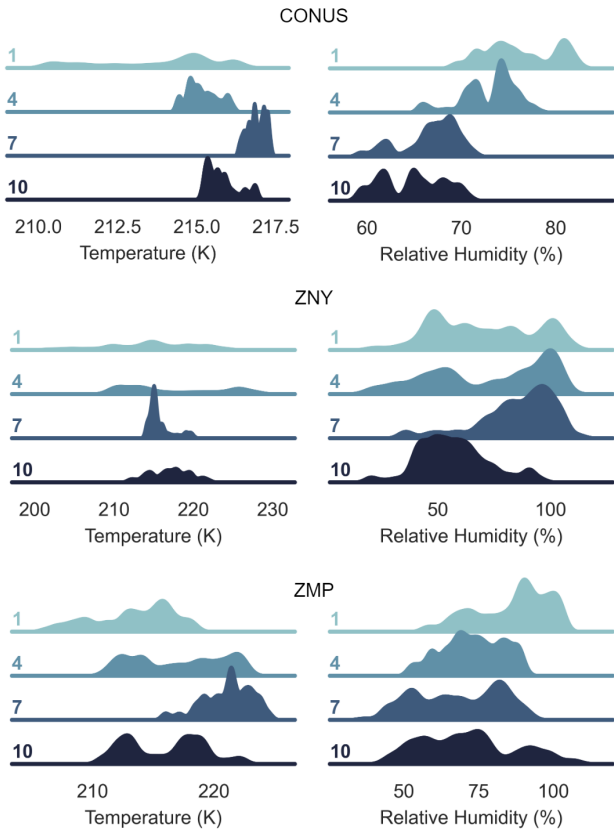 CONUS
1
4
7
10
210.0 212.5 215.0 217.5
Temperature (K)
1
4
7
10
60 70 80
Relative Humidity (%)
ZNY
1
4
7
10
200 210 220 230
Temperature (K)
1
4
7
10
50 100
Relative Humidity (%)
ZMP
1
4
7
10
210 220
Temperature (K)
1
4
7
10
50 75 100
Relative Humidity (%)